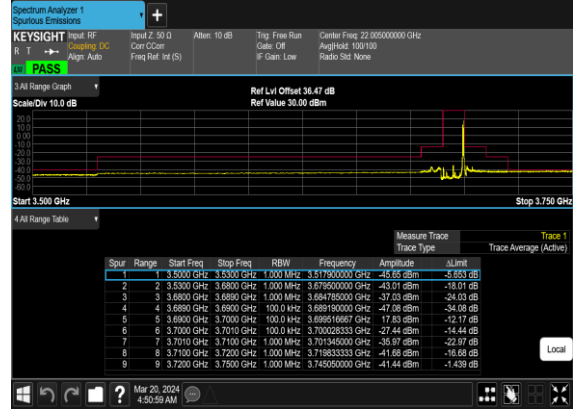 Spectrum Analyzer 1
Spurious Emissions
+
KEYSIGHT Input: RF Input Z: 50 Ω Atten: 10 dB Trig: Free Run Center Freq: 22.005000000 GHz
R T Coupling: DC Corr CCorr Gate: Off Avg|Hold: 100/100
Align: Auto Freq Ref: Int (S) IF Gain: Low Radio Std: None
PASS
3 All Range Graph
Ref Lvl Offset 36.47 dB
Scale/Div 10.0 dB Ref Value 30.00 dBm
20.0
10.0
0.00
-10.0
-20.0
-30.0
-40.0
-50.0
-60.0
Start 3.500 GHz Stop 3.750 GHz
4 All Range Table
Measure Trace Trace 1
Trace Type Trace Average (Active)
Spur Range Start Freq Stop Freq RBW Frequency Amplitude ΔLimit
1 1 3.5000 GHz 3.5300 GHz 1.000 MHz 3.517900000 GHz -45.65 dBm -5.653 dB
2 2 3.5300 GHz 3.6800 GHz 1.000 MHz 3.679500000 GHz -43.01 dBm -18.01 dB
3 3 3.6800 GHz 3.6890 GHz 1.000 MHz 3.684785000 GHz -37.03 dBm -24.03 dB
4 4 3.6890 GHz 3.6900 GHz 100.0 kHz 3.689190000 GHz -47.08 dBm -34.08 dB
5 5 3.6900 GHz 3.7000 GHz 100.0 kHz 3.699516667 GHz 17.83 dBm -12.17 dB
6 6 3.7000 GHz 3.7010 GHz 100.0 kHz 3.700028333 GHz -27.44 dBm -14.44 dB
7 7 3.7010 GHz 3.7100 GHz 1.000 MHz 3.701345000 GHz -35.97 dBm -22.97 dB
8 8 3.7100 GHz 3.7200 GHz 1.000 MHz 3.719833333 GHz -41.68 dBm -16.68 dB
9 9 3.7200 GHz 3.7500 GHz 1.000 MHz 3.745050000 GHz -41.44 dBm -1.439 dB
Local
? Mar 20, 2024
4:50:59 AM